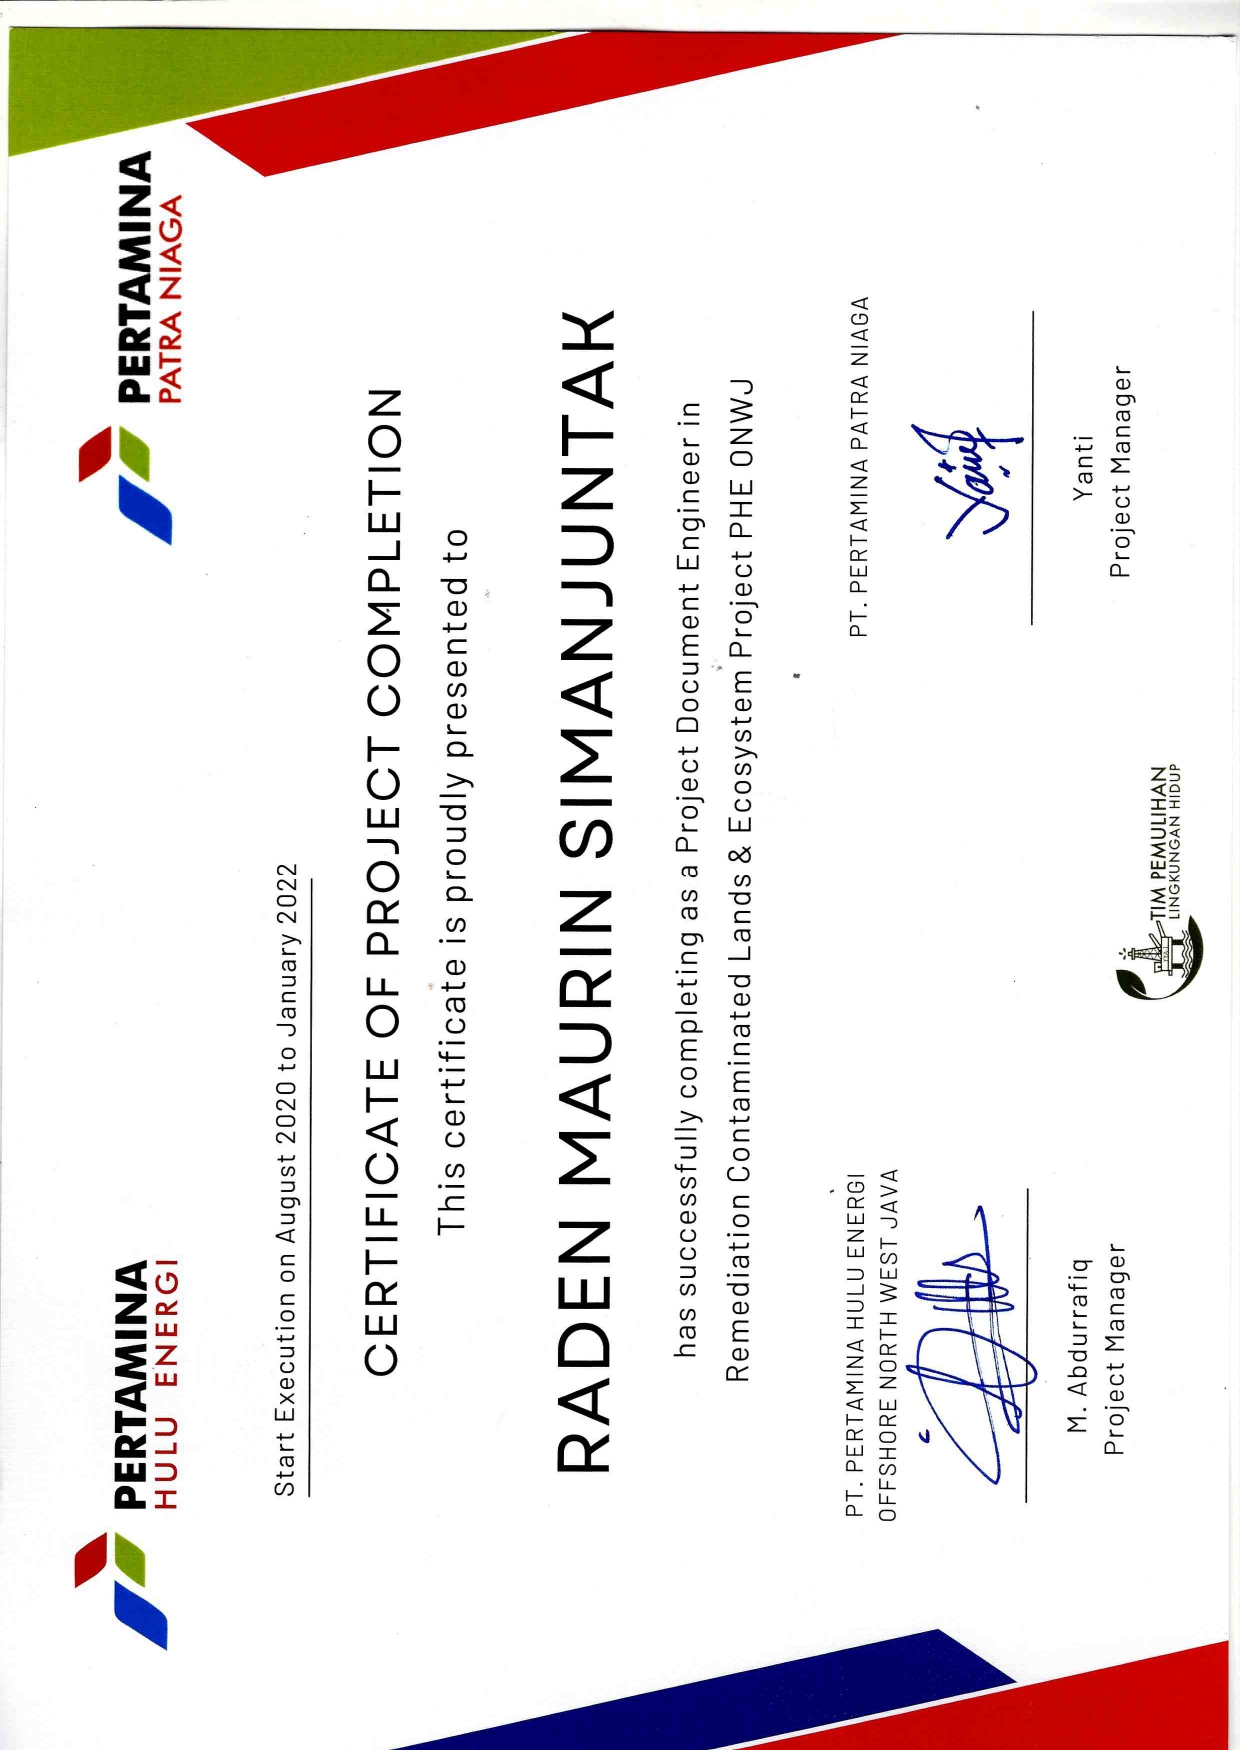 PERTAMINA
HULU ENERGI
PERTAMINA
PATRA NIAGA
Start Execution on August 2020 to January 2022
CERTIFICATE OF PROJECT COMPLETION
This certificate is proudly presented to
RADEN MAURIN SIMANJUNTAK
has successfully completing as a Project Document Engineer in
Remediation Contaminated Lands & Ecosystem Project PHE ONWJ
PT. PERTAMINA HULU ENERGI
OFFSHORE NORTH WEST JAVA
M. Abdurrafiq
Project Manager
PT. PERTAMINA PATRA NIAGA
Yanti
Project Manager
TIM PEMULIHAN
LINGKUNGAN HIDUP